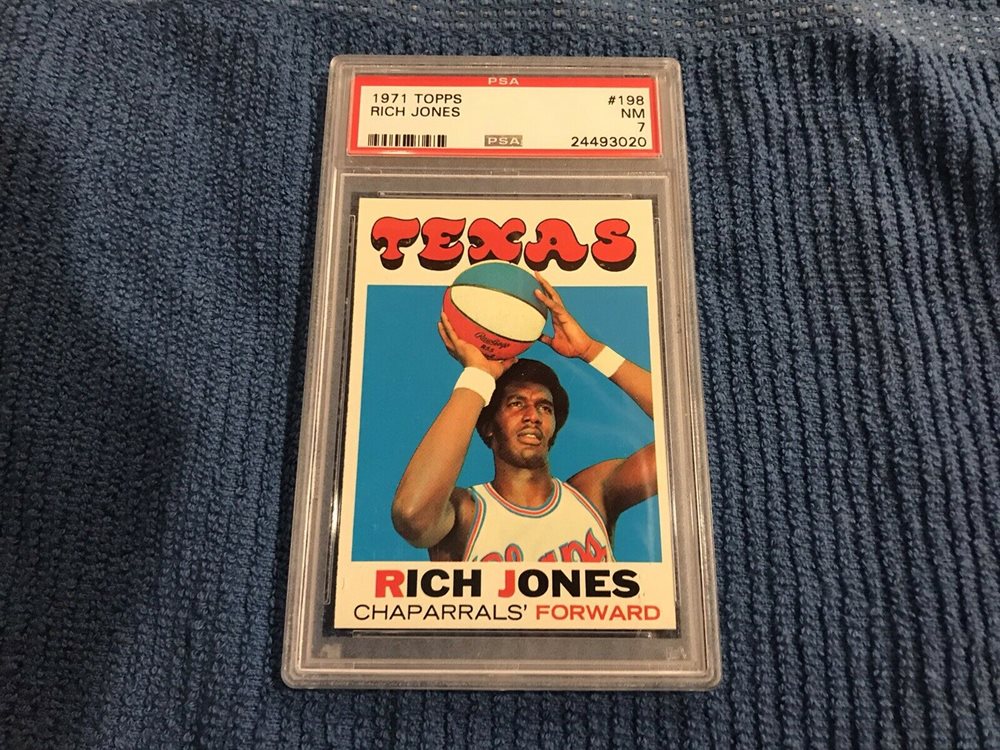 PSA
1971 TOPPS #198
RICH JONES NM
7
PSA 24493020
TEXAS
Rawlings
RICH JONES
CHAPARRALS' FORWARD